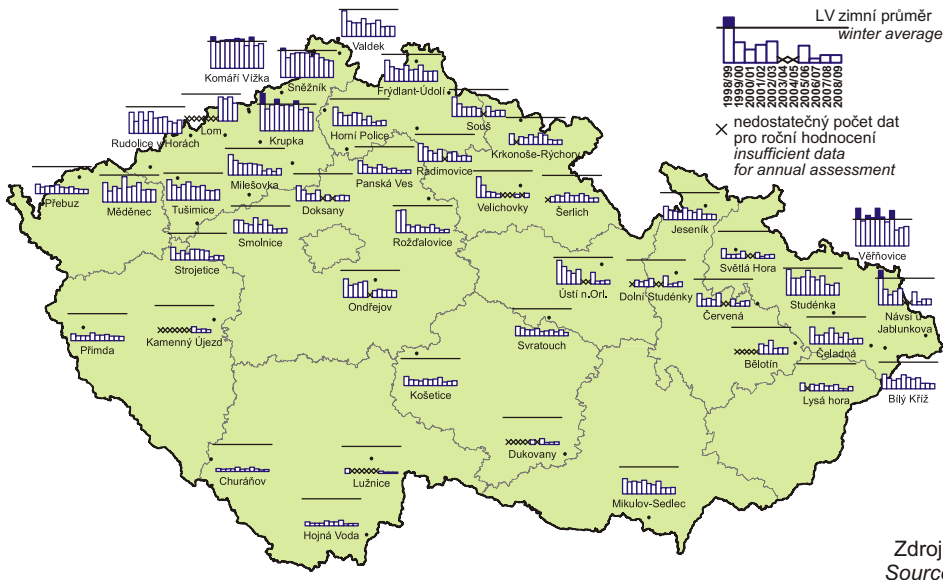 LV zimní průměr
winter average
1998/99
1999/00
2000/01
2001/02
2002/03
2003/04
2004/05
2005/06
2006/07
2007/08
2008/09
× nedostatečný počet dat
pro roční hodnocení
insufficient data
for annual assessment
Valdek
Komáří Vížka
Sněžník
Frýdlant-Údolí
Rudolice v Horách
Lom
Krupka
Horní Police
Souš
Krkonoše-Rýchory
Radimovice
Přebuz
Měděnec
Tušimice
Milešovka
Doksany
Panská Ves
Velichovky
Šerlich
Smolnice
Rožďalovice
Jeseník
Věřňovice
Strojetice
Ondřejov
Ústí n.Orl.
Dolní Studénky
Světlá Hora
Studénka
Návsí u
Jablunkova
Červená
Přimda
Kamenný Újezd
Svratouch
Bělotín
Čeladná
Košetice
Lysá hora
Bílý Kříž
Churáňov
Lužnice
Dukovany
Mikulov-Sedlec
Hojná Voda
Zdroj
Source